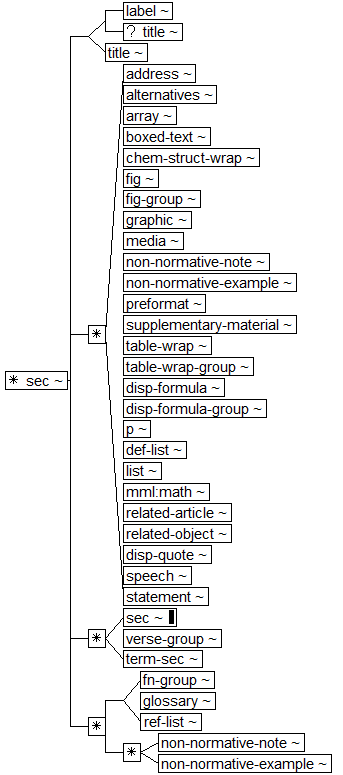 label ~
? title ~
title ~
address ~
alternatives ~
array ~
boxed-text ~
chem-struct-wrap ~
fig ~
fig-group ~
graphic ~
media ~
non-normative-note ~
non-normative-example ~
preformat ~
supplementary-material ~
* table-wrap ~
table-wrap-group ~
* sec ~
disp-formula ~
disp-formula-group ~
p ~
def-list ~
list ~
mml:math ~
related-article ~
related-object ~
disp-quote ~
speech ~
statement ~
sec ~
* verse-group ~
term-sec ~
fn-group ~
glossary ~
* ref-list ~
* non-normative-note ~
non-normative-example ~